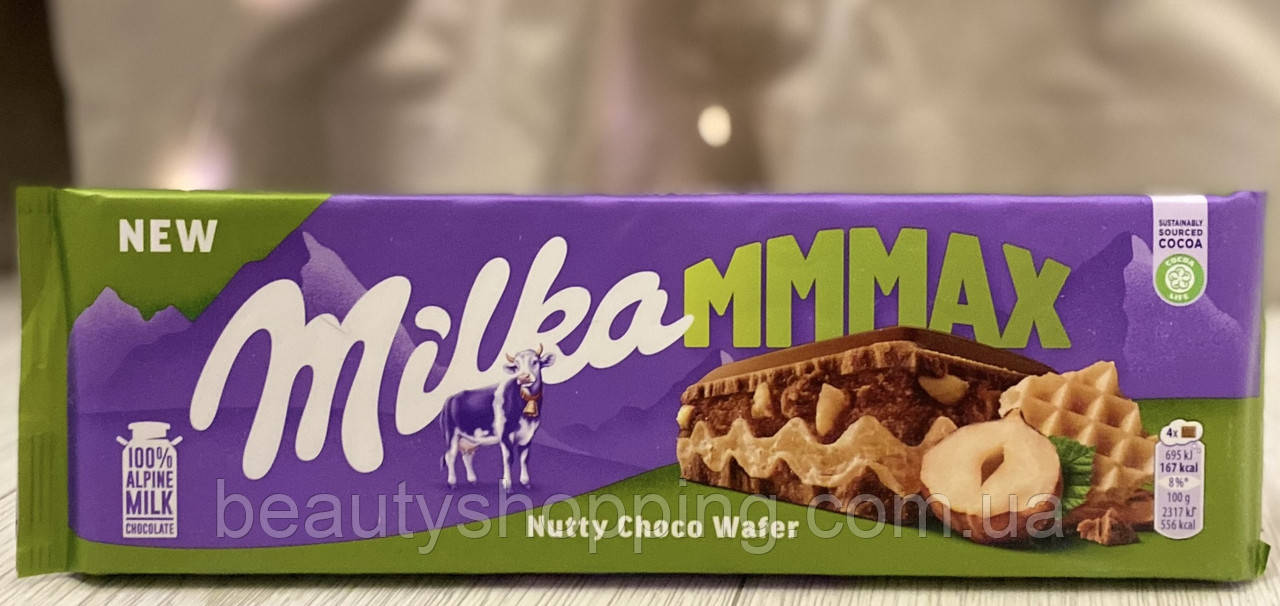 NEW
Milka MMMAX
SUSTAINABLY
SOURCED
COCOA
COCOA
LIFE
100%
ALPINE
MILK
CHOCOLATE
4x
695 kJ
167 kcal
8%*
100 g
2317 kJ
556 kcal
beautyshopping.com.ua
Nutty Choco Wafer